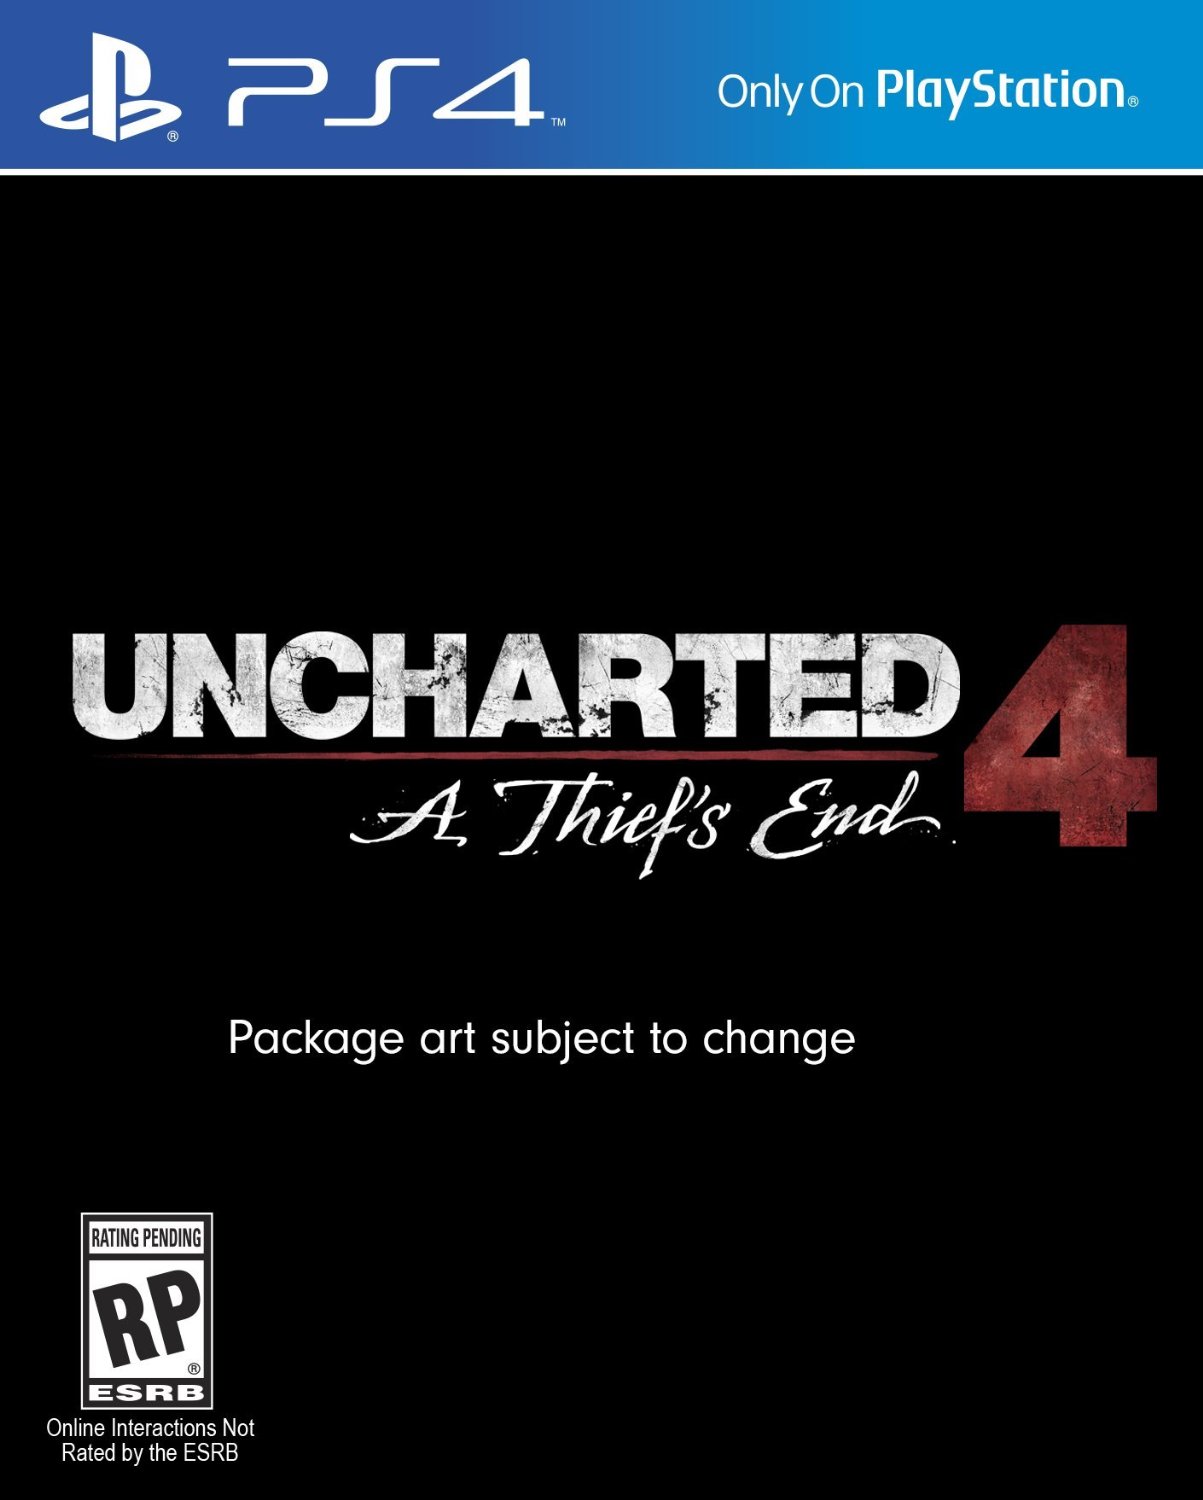 PS4™ Only On PlayStation®
UNCHARTED 4
A Thief's End
Package art subject to change
RATING PENDING
RP®
ESRB
Online Interactions Not
Rated by the ESRB